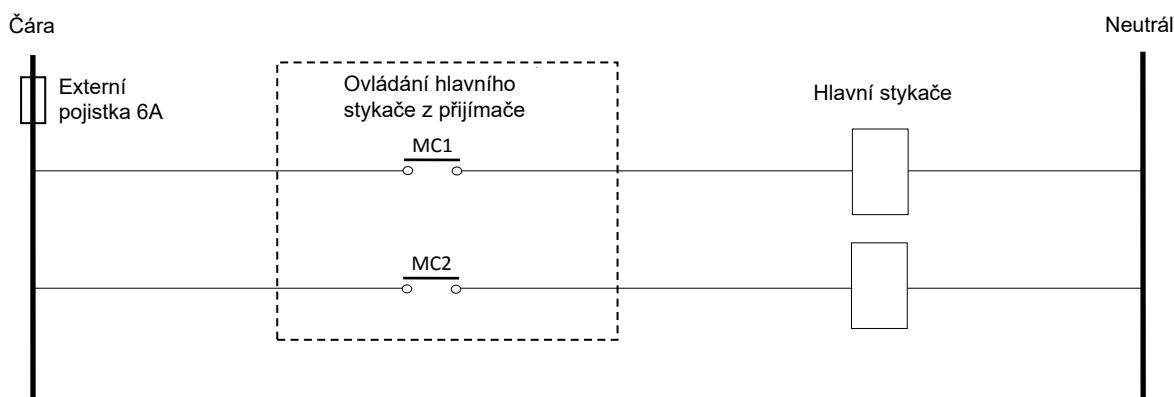 Čára
Neutrál
Externí
pojistka 6A
Ovládání hlavního
stykače z přijímače
Hlavní stykače
MC1
MC2